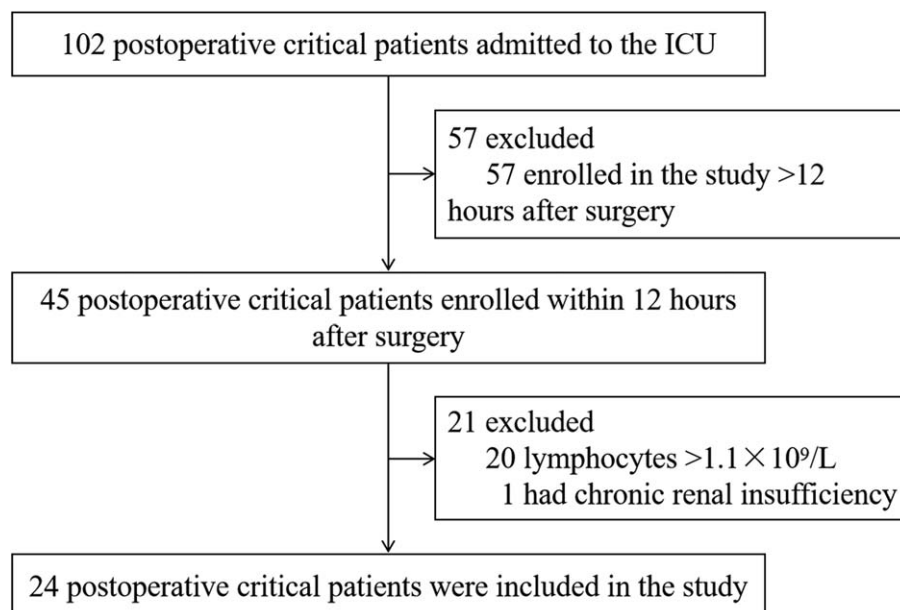 102 postoperative critical patients admitted to the ICU
57 excluded
57 enrolled in the study >12
hours after surgery
45 postoperative critical patients enrolled within 12 hours
after surgery
21 excluded
20 lymphocytes >1.1×10⁹/L
1 had chronic renal insufficiency
24 postoperative critical patients were included in the study